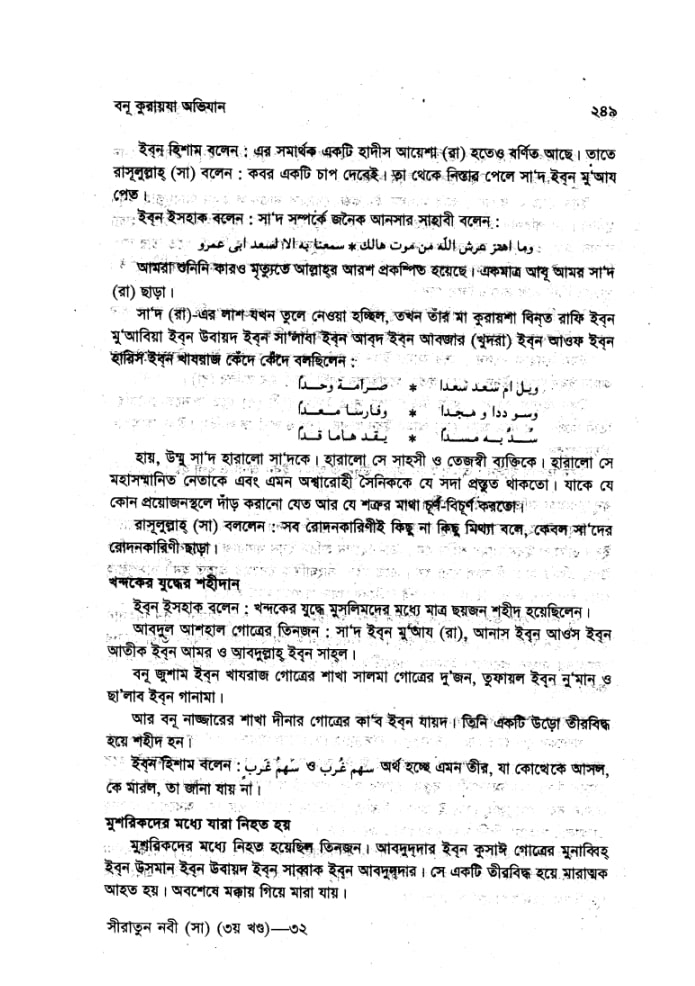 বনূ কুরায়যা অভিযান
২৪৯
ইব্‌ন হিশাম বলেন : এর সমার্থক একটি হাদীস আয়েশা (রা) হতেও বর্ণিত আছে। তাতে
রাসূলুল্লাহ্ (সা) বলেন : কবর একটি চাপ দেবেই। তা থেকে নিস্তার পেলে সা'দ ইব্‌ন মু'আয
পেত।
ইব্‌ন ইসহাক বলেন : সা'দ সম্পর্কে জনৈক আনসার সাহাবী বলেন :
وما اهتز عرش الله من موت هالك * سمعنا به الا لسعد ابى عمرو
আমরা শুনিনি কারও মৃত্যুতে আল্লাহ্‌র আরশ প্রকম্পিত হয়েছে। একমাত্র আবূ আমর সা'দ
(রা) ছাড়া।
সা'দ (রা)-এর লাশ যখন তুলে নেওয়া হচ্ছিল, তখন তাঁর মা কুরায়শা বিন্‌ত রাফি ইব্‌ন
মু'আবিয়া ইব্‌ন উবায়দ ইব্‌ন সা'লাবা ইব্‌ন আব্‌দ ইব্‌ন আবজার (খুদরা) ইব্‌ন আওফ ইব্‌ন
হারিস ইব্‌ন খাযরাজ কেঁদে কেঁদে বলছিলেন :
ويل ام سعد سعدا * صرامة وحدا
وسوددا و مجدا * وفارسا معدا
سد به مسدا * يقد هاما قدا
হায়, উম্মু সা'দ হারালো সা'দকে। হারালো সে সাহসী ও তেজস্বী ব্যক্তিকে। হারালো সে
মহাসম্মানিত নেতাকে এবং এমন অশ্বারোহী সৈনিককে যে সদা প্রস্তুত থাকতো। যাকে যে
কোন প্রয়োজনস্থলে দাঁড় করানো যেত আর যে শত্রুর মাথা চূর্ণ-বিচূর্ণ করতো।
রাসূলুল্লাহ্ (সা) বললেন : সব রোদনকারিণীই কিছু না কিছু মিথ্যা বলে, কেবল সা'দের
রোদনকারিণী ছাড়া।
খন্দকের যুদ্ধের শহীদান
ইব্‌ন ইসহাক বলেন : খন্দকের যুদ্ধে মুসলিমদের মধ্যে মাত্র ছয়জন শহীদ হয়েছিলেন।
আবদুল আশহাল গোত্রের তিনজন : সা'দ ইব্‌ন মু'আয (রা), আনাস ইব্‌ন আওস ইব্‌ন
আতীক ইব্‌ন আমর ও আবদুল্লাহ্ ইব্‌ন সাহল।
বনূ জুশাম ইব্‌ন খাযরাজ গোত্রের শাখা সালমা গোত্রের দু'জন, তুফায়ল ইব্‌ন নু'মান ও
ছা'লাব ইব্‌ন গানামা।
আর বনূ নাজ্জারের শাখা দীনার গোত্রের কা'ব ইব্‌ন যায়দ। তিনি একটি উড়ো তীরবিদ্ধ
হয়ে শহীদ হন।
ইব্‌ন হিশাম বলেন : سَهْمُ غَرْبٍ ও سَهْمٍ غَرْبٍ অর্থ হচ্ছে এমন তীর, যা কোত্থেকে আসল,
কে মারল, তা জানা যায় না।
মুশরিকদের মধ্যে যারা নিহত হয়
মুশরিকদের মধ্যে নিহত হয়েছিল তিনজন। আবদুদ্‌দার ইব্‌ন কুসাঈ গোত্রের মুনাব্বিহ্
ইব্‌ন উসমান ইব্‌ন উবায়দ ইব্‌ন সাব্বাক ইব্‌ন আবদুদ্দার। সে একটি তীরবিদ্ধ হয়ে মারাত্মক
আহত হয়। অবশেষে মক্কায় গিয়ে মারা যায়।
সীরাতুন নবী (সা) (৩য় খণ্ড)—৩২